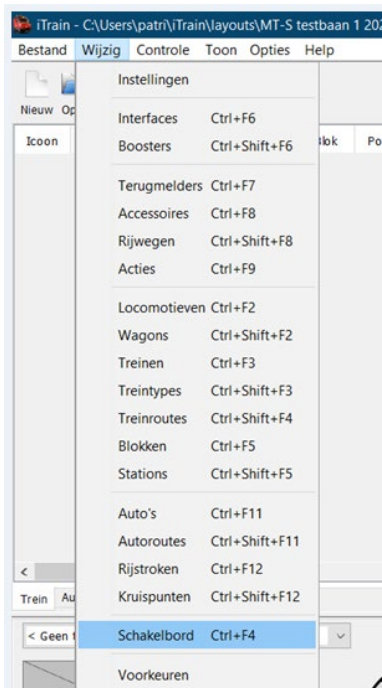 iTrain - C:\Users\patri\iTrain\layouts\MT-S testbaan 1 202
Bestand Wijzig Controle Toon Opties Help
Instellingen
Nieuw Op
Interfaces Ctrl+F6
Icoon Boosters Ctrl+Shift+F6 Blok Po
Terugmelders Ctrl+F7
Accessoires Ctrl+F8
Rijwegen Ctrl+Shift+F8
Acties Ctrl+F9
Locomotieven Ctrl+F2
Wagons Ctrl+Shift+F2
Treinen Ctrl+F3
Treintypes Ctrl+Shift+F3
Treinroutes Ctrl+Shift+F4
Blokken Ctrl+F5
Stations Ctrl+Shift+F5
Auto's Ctrl+F11
Autoroutes Ctrl+Shift+F11
Rijstroken Ctrl+F12
Trein Au Kruispunten Ctrl+Shift+F12
< Geen t Schakelbord Ctrl+F4
Voorkeuren